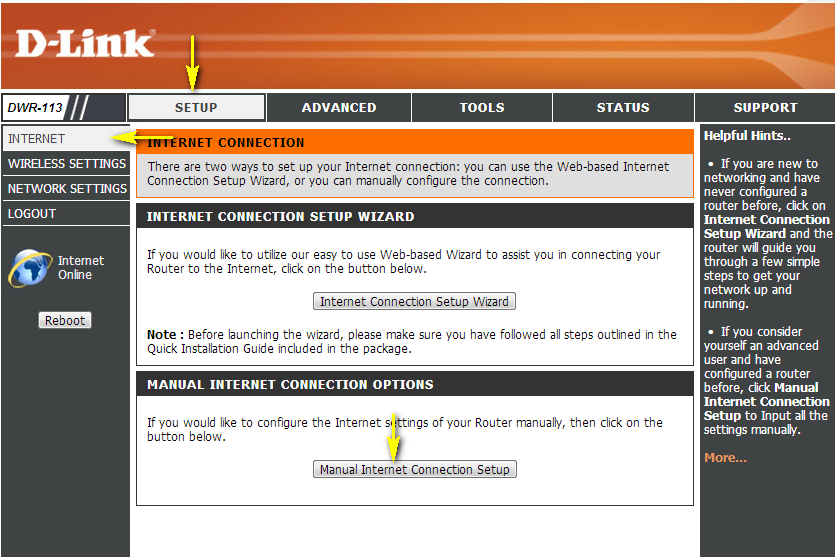 D-Link
DWR-113
SETUP
ADVANCED
TOOLS
STATUS
SUPPORT
INTERNET
WIRELESS SETTINGS
NETWORK SETTINGS
LOGOUT
Internet
Online
Reboot
INTERNET CONNECTION
There are two ways to set up your Internet connection: you can use the Web-based Internet
Connection Setup Wizard, or you can manually configure the connection.
INTERNET CONNECTION SETUP WIZARD
If you would like to utilize our easy to use Web-based Wizard to assist you in connecting your
Router to the Internet, click on the button below.
Internet Connection Setup Wizard
Note : Before launching the wizard, please make sure you have followed all steps outlined in the
Quick Installation Guide included in the package.
MANUAL INTERNET CONNECTION OPTIONS
If you would like to configure the Internet settings of your Router manually, then click on the
button below.
Manual Internet Connection Setup
Helpful Hints..
• If you are new to
networking and have
never configured a
router before, click on
Internet Connection
Setup Wizard and the
router will guide you
through a few simple
steps to get your
network up and
running.
• If you consider
yourself an advanced
user and have
configured a router
before, click Manual
Internet Connection
Setup to Input all the
settings manually.
More...